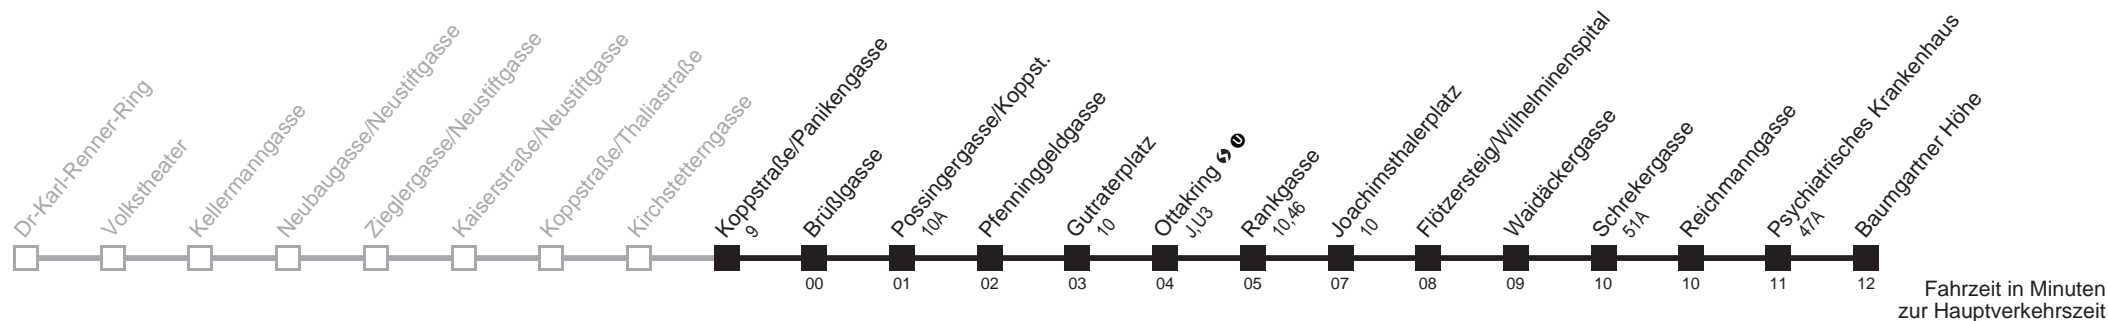 Dr-Karl-Renner-Ring
Volkstheater
Kellermanngasse
Neubaugasse/Neustiftgasse
Zieglergasse/Neustiftgasse
Kaiserstraße/Neustiftgasse
Koppstraße/Thaliastraße
Kirchstetterngasse
Koppstraße/Panikengasse
9
Brüßlgasse
Possingergasse/Koppst.
10A
Pfenninggeldgasse
Gutraterplatz
10
Ottakring S U
J,U3
Rankgasse
10,46
Joachimsthalerplatz
10
Flötzersteig/Wilhelminenspital
Waidäckergasse
Schrekergasse
51A
Reichmanngasse
Psychiatrisches Krankenhaus
47A
Baumgartner Höhe
00 01 02 03 04 05 07 08 09 10 10 11 12
Fahrzeit in Minuten
zur Hauptverkehrszeit